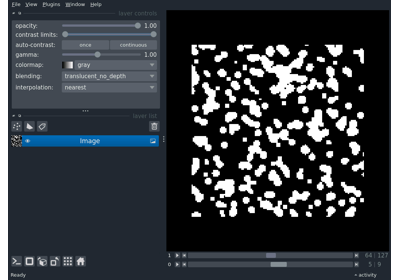 File View Plugins Window Help
layer controls
opacity: 1.00
contrast limits:
auto-contrast: once continuous
gamma: 1.00
colormap: gray
blending: translucent_no_depth
interpolation: nearest
layer list
Image
1 64 127
0 5 9
Ready activity